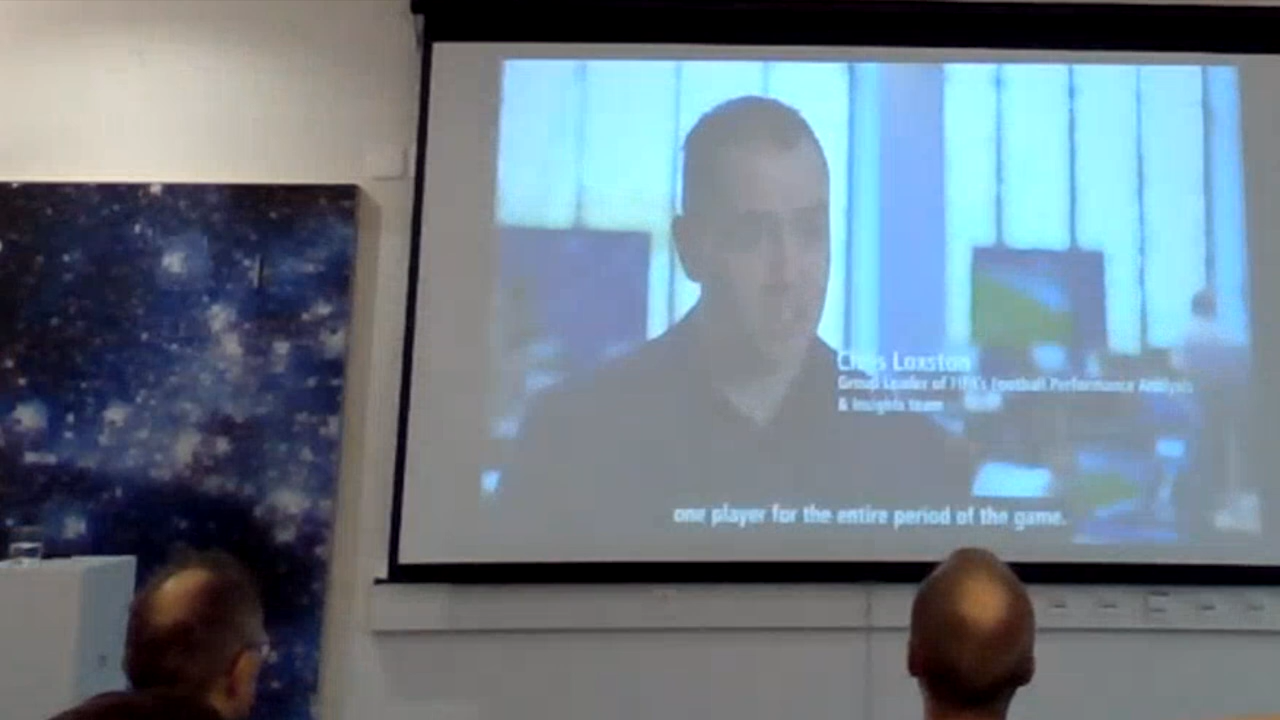 Chris Loxston
Group Leader of FIFA's Football Performance Analysis
& Insights team
one player for the entire period of the game.